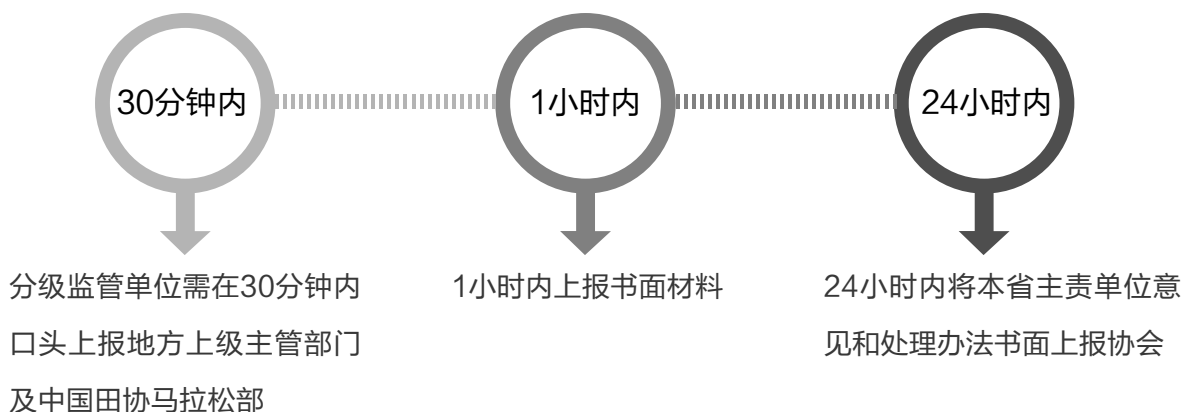 30分钟内
1小时内
24小时内
分级监管单位需在30分钟内
口头上报地方上级主管部门
及中国田协马拉松部
1小时内上报书面材料
24小时内将本省主责单位意
见和处理办法书面上报协会